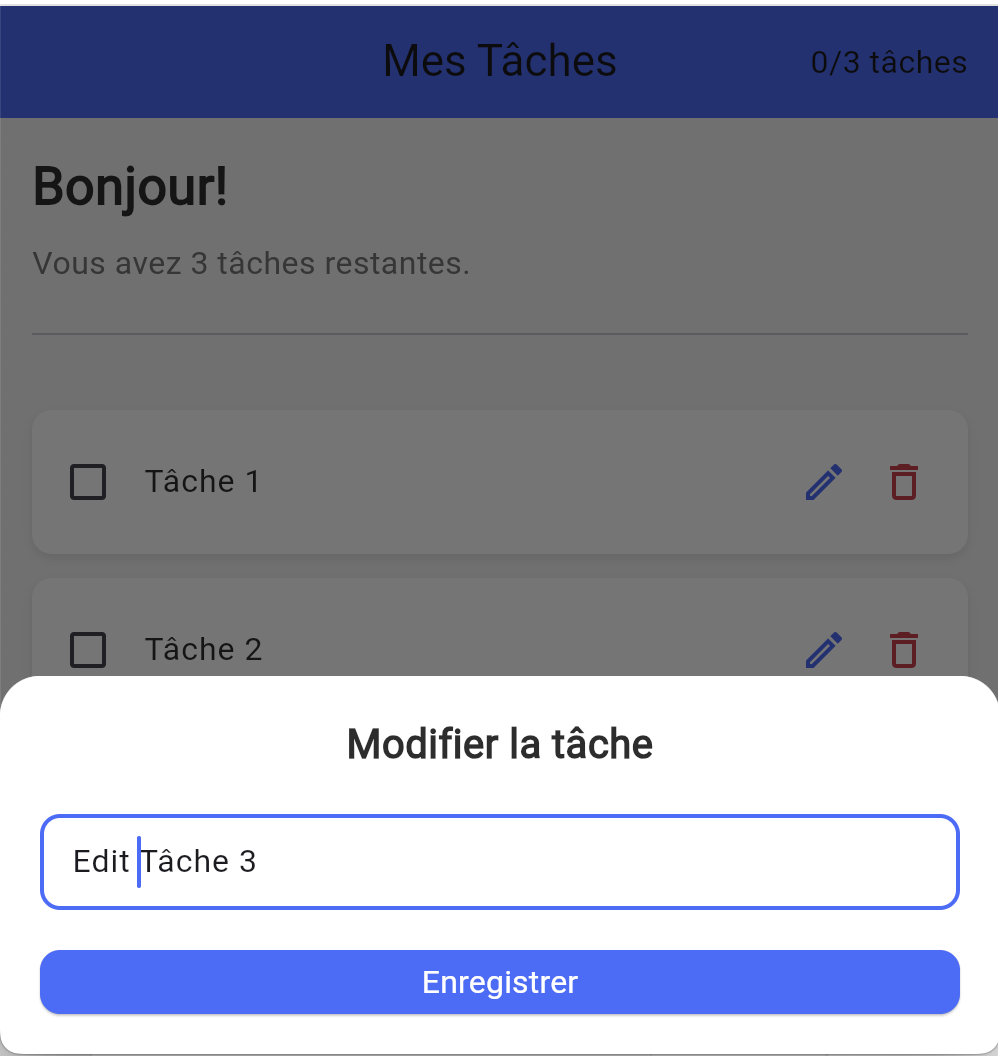 Mes Tâches
0/3 tâches
Bonjour!
Vous avez 3 tâches restantes.
Tâche 1
Tâche 2
Modifier la tâche
Edit Tâche 3
Enregistrer